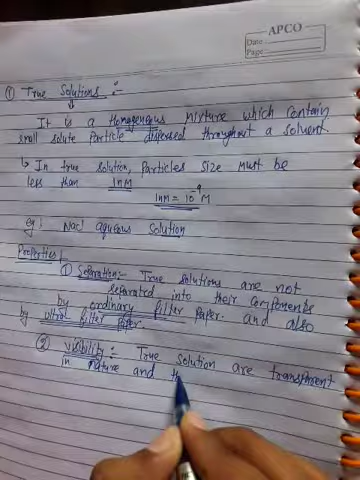 APCO
Date
Page
① True Solutions :-
It is a Homogeneous mixture which contain
small solute particle dispersed throughout a solvent.
↳ In true solution, particles size must be
less than 1nM
1nM = 10⁻⁹ M
eg: Nacl aqueous solution
Properties:
① Separation:- True solutions are not
separated into their components
by ordinary filter paper and also
by ultra filter paper.
② Visibility:- True solution are transparent
in nature and th